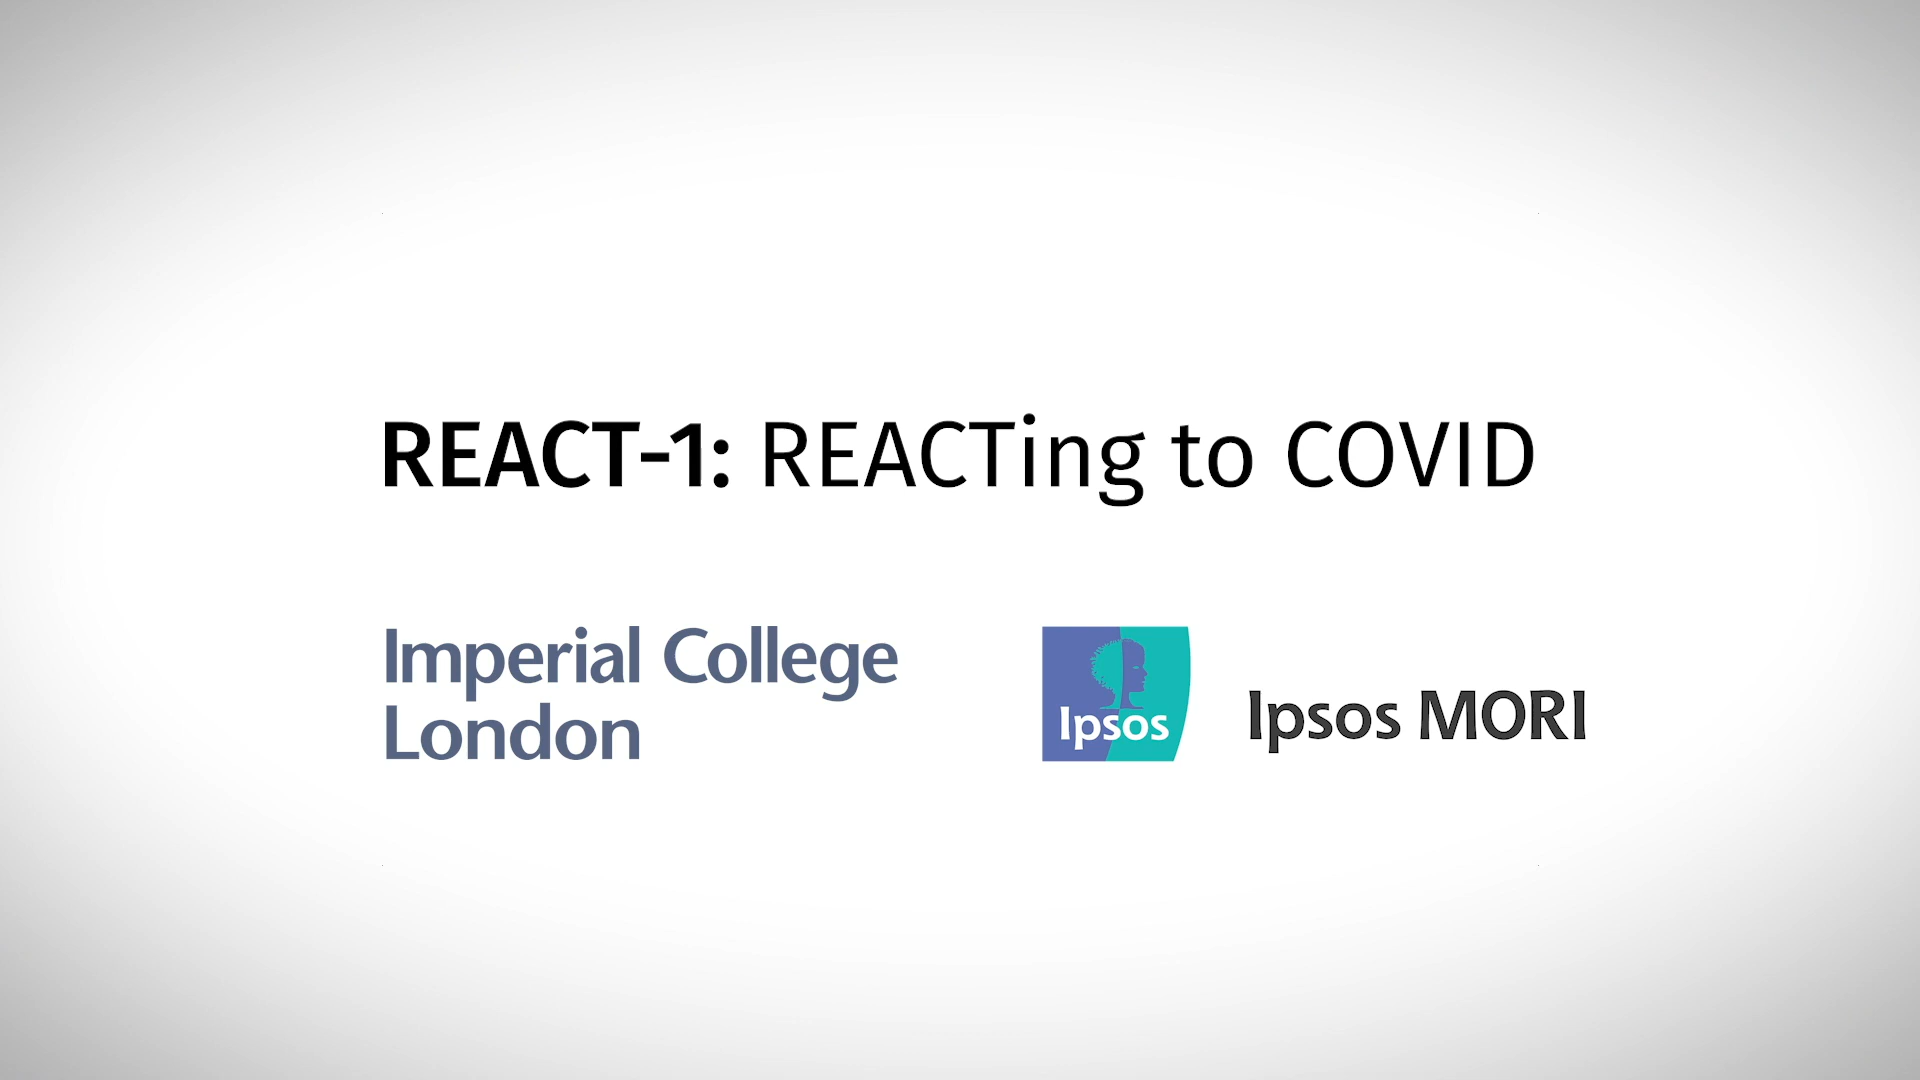 REACT-1: REACTing to COVID
Imperial College
London
Ipsos
Ipsos MORI